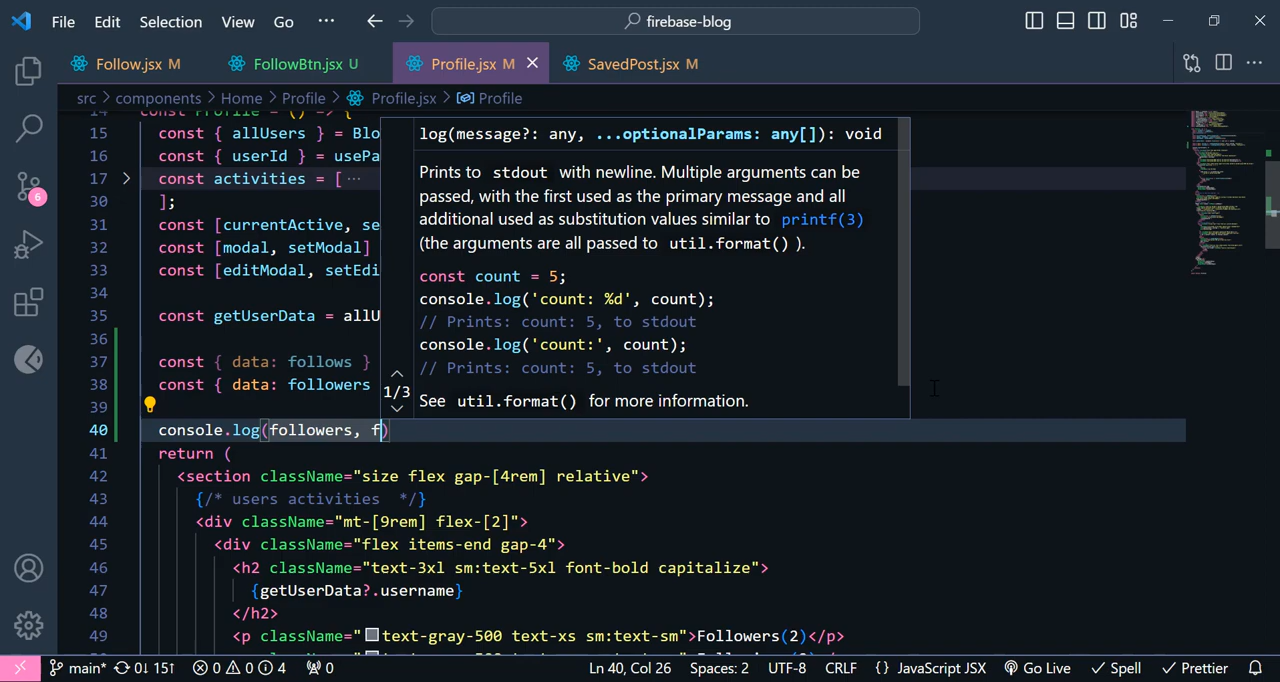 File Edit Selection View Go ··· firebase-blog
Follow.jsx M FollowBtn.jsx U Profile.jsx M SavedPost.jsx M
src > components > Home > Profile > Profile.jsx > Profile
15 const { allUsers } = Blo
16 const { userId } = usePa
17 const activities = [ ···
30 ];
31 const [currentActive, se
32 const [modal, setModal]
33 const [editModal, setEdi
34
35 const getUserData = allU
36
37 const { data: follows }
38 const { data: followers
39
40 console.log(followers, f)
41 return (
42 <section className="size flex gap-[4rem] relative">
43 {/* users activities */}
44 <div className="mt-[9rem] flex-[2]">
45 <div className="flex items-end gap-4">
46 <h2 className="text-3xl sm:text-5xl font-bold capitalize">
47 {getUserData?.username}
48 </h2>
49 <p className="text-gray-500 text-xs sm:text-sm">Followers(2)</p>
log(message?: any, ...optionalParams: any[]): void
Prints to stdout with newline. Multiple arguments can be
passed, with the first used as the primary message and all
additional used as substitution values similar to printf(3)
(the arguments are all passed to util.format() ).
const count = 5;
console.log('count: %d', count);
// Prints: count: 5, to stdout
console.log('count:', count);
// Prints: count: 5, to stdout
1/3
See util.format() for more information.
6
main* 0↓ 15↑ 0 0 4 0 Ln 40, Col 26 Spaces: 2 UTF-8 CRLF {} JavaScript JSX Go Live Spell Prettier